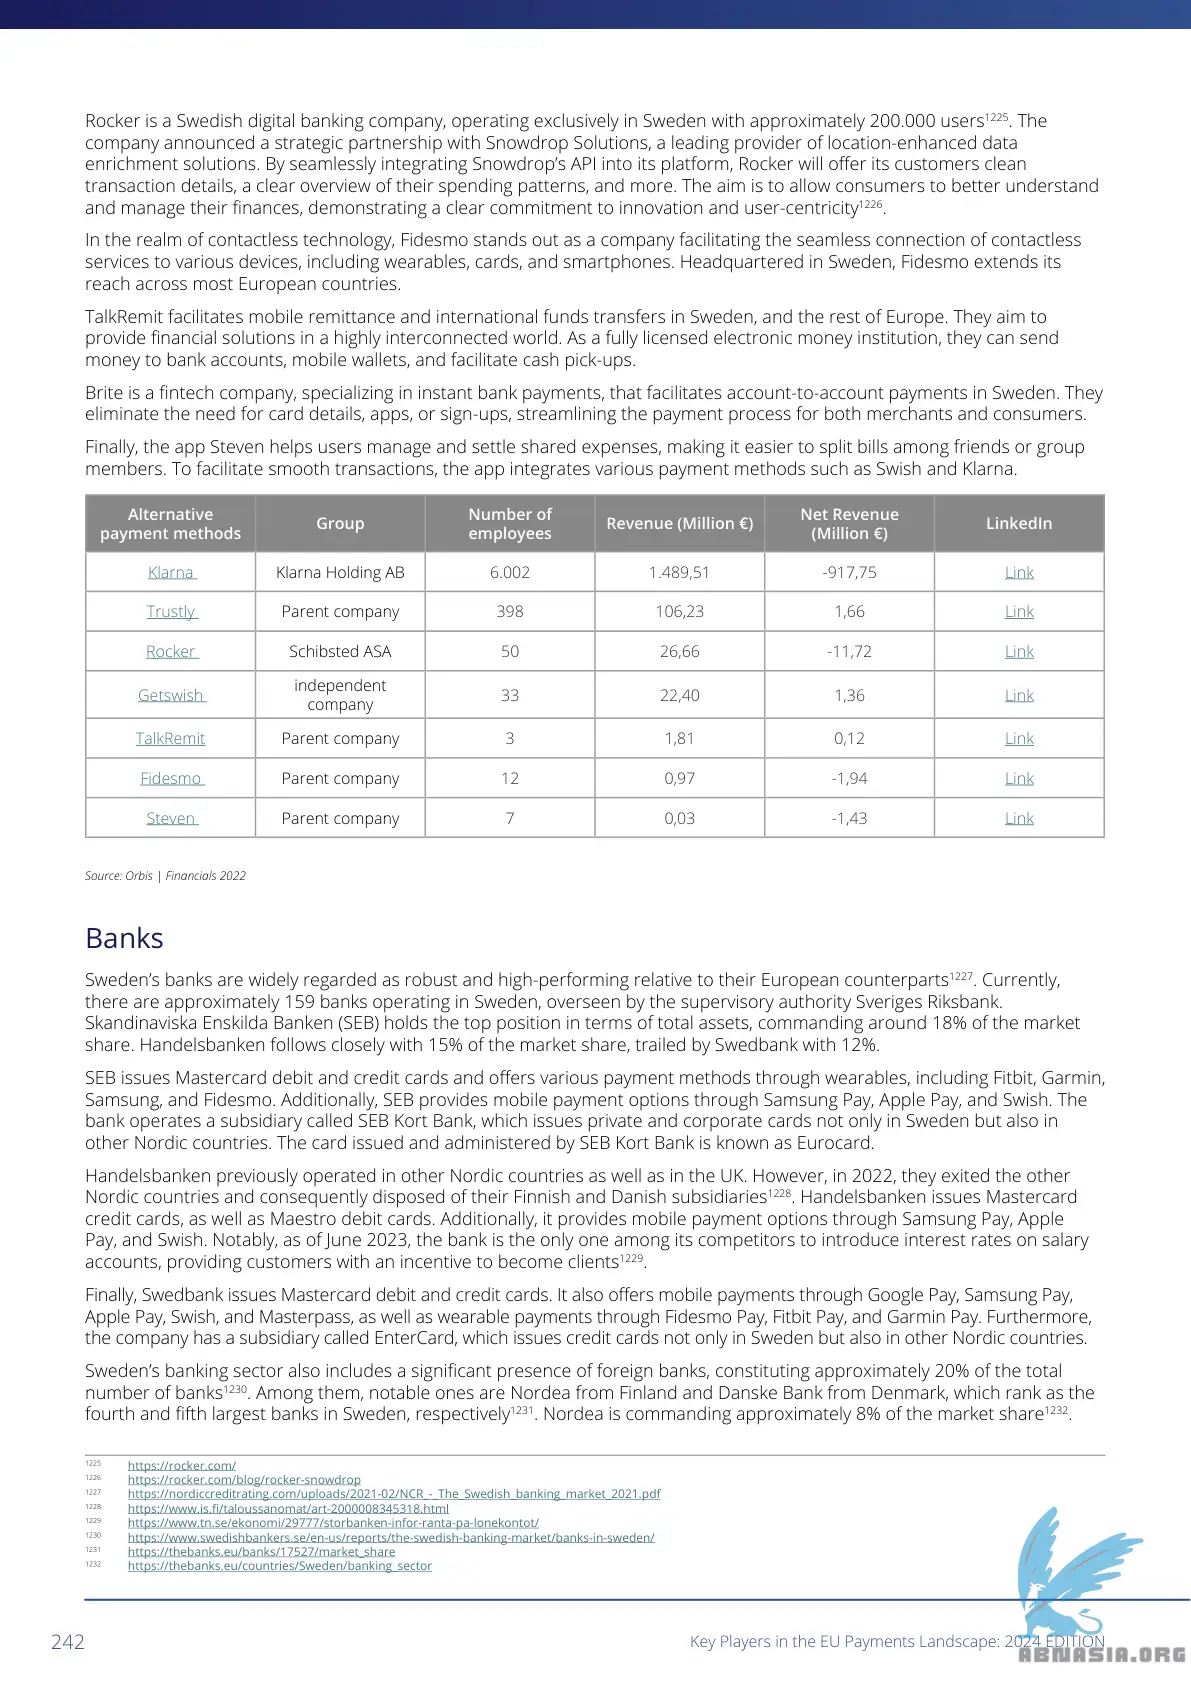 Rocker is a Swedish digital banking company, operating exclusively in Sweden with approximately 200.000 users1225. The
company announced a strategic partnership with Snowdrop Solutions, a leading provider of location-enhanced data
enrichment solutions. By seamlessly integrating Snowdrop’s API into its platform, Rocker will offer its customers clean
transaction details, a clear overview of their spending patterns, and more. The aim is to allow consumers to better understand
and manage their finances, demonstrating a clear commitment to innovation and user-centricity1226.
In the realm of contactless technology, Fidesmo stands out as a company facilitating the seamless connection of contactless
services to various devices, including wearables, cards, and smartphones. Headquartered in Sweden, Fidesmo extends its
reach across most European countries.
TalkRemit facilitates mobile remittance and international funds transfers in Sweden, and the rest of Europe. They aim to
provide financial solutions in a highly interconnected world. As a fully licensed electronic money institution, they can send
money to bank accounts, mobile wallets, and facilitate cash pick-ups.
Brite is a fintech company, specializing in instant bank payments, that facilitates account-to-account payments in Sweden. They
eliminate the need for card details, apps, or sign-ups, streamlining the payment process for both merchants and consumers.
Finally, the app Steven helps users manage and settle shared expenses, making it easier to split bills among friends or group
members. To facilitate smooth transactions, the app integrates various payment methods such as Swish and Klarna.
Alternative payment methods Group Number of employees Revenue (Million €) Net Revenue (Million €) LinkedIn
Klarna Klarna Holding AB 6.002 1.489,51 -917,75 Link
Trustly Parent company 398 106,23 1,66 Link
Rocker Schibsted ASA 50 26,66 -11,72 Link
Getswish independent company 33 22,40 1,36 Link
TalkRemit Parent company 3 1,81 0,12 Link
Fidesmo Parent company 12 0,97 -1,94 Link
Steven Parent company 7 0,03 -1,43 Link
Source: Orbis | Financials 2022
Banks
Sweden’s banks are widely regarded as robust and high-performing relative to their European counterparts1227. Currently,
there are approximately 159 banks operating in Sweden, overseen by the supervisory authority Sveriges Riksbank.
Skandinaviska Enskilda Banken (SEB) holds the top position in terms of total assets, commanding around 18% of the market
share. Handelsbanken follows closely with 15% of the market share, trailed by Swedbank with 12%.
SEB issues Mastercard debit and credit cards and offers various payment methods through wearables, including Fitbit, Garmin,
Samsung, and Fidesmo. Additionally, SEB provides mobile payment options through Samsung Pay, Apple Pay, and Swish. The
bank operates a subsidiary called SEB Kort Bank, which issues private and corporate cards not only in Sweden but also in
other Nordic countries. The card issued and administered by SEB Kort Bank is known as Eurocard.
Handelsbanken previously operated in other Nordic countries as well as in the UK. However, in 2022, they exited the other
Nordic countries and consequently disposed of their Finnish and Danish subsidiaries1228. Handelsbanken issues Mastercard
credit cards, as well as Maestro debit cards. Additionally, it provides mobile payment options through Samsung Pay, Apple
Pay, and Swish. Notably, as of June 2023, the bank is the only one among its competitors to introduce interest rates on salary
accounts, providing customers with an incentive to become clients1229.
Finally, Swedbank issues Mastercard debit and credit cards. It also offers mobile payments through Google Pay, Samsung Pay,
Apple Pay, Swish, and Masterpass, as well as wearable payments through Fidesmo Pay, Fitbit Pay, and Garmin Pay. Furthermore,
the company has a subsidiary called EnterCard, which issues credit cards not only in Sweden but also in other Nordic countries.
Sweden’s banking sector also includes a significant presence of foreign banks, constituting approximately 20% of the total
number of banks1230. Among them, notable ones are Nordea from Finland and Danske Bank from Denmark, which rank as the
fourth and fifth largest banks in Sweden, respectively1231. Nordea is commanding approximately 8% of the market share1232.
1225 https://rocker.com/
1226 https://rocker.com/blog/rocker-snowdrop
1227 https://nordiccreditrating.com/uploads/2021-02/NCR_-_The_Swedish_banking_market_2021.pdf
1228 https://www.is.fi/taloussanomat/art-2000008345318.html
1229 https://www.tn.se/ekonomi/29777/storbanken-infor-ranta-pa-lonekontot/
1230 https://www.swedishbankers.se/en-us/reports/the-swedish-banking-market/banks-in-sweden/
1231 https://thebanks.eu/banks/17527/market_share
1232 https://thebanks.eu/countries/Sweden/banking_sector
242 Key Players in the EU Payments Landscape: 2024 EDITION
ABNASIA.ORG